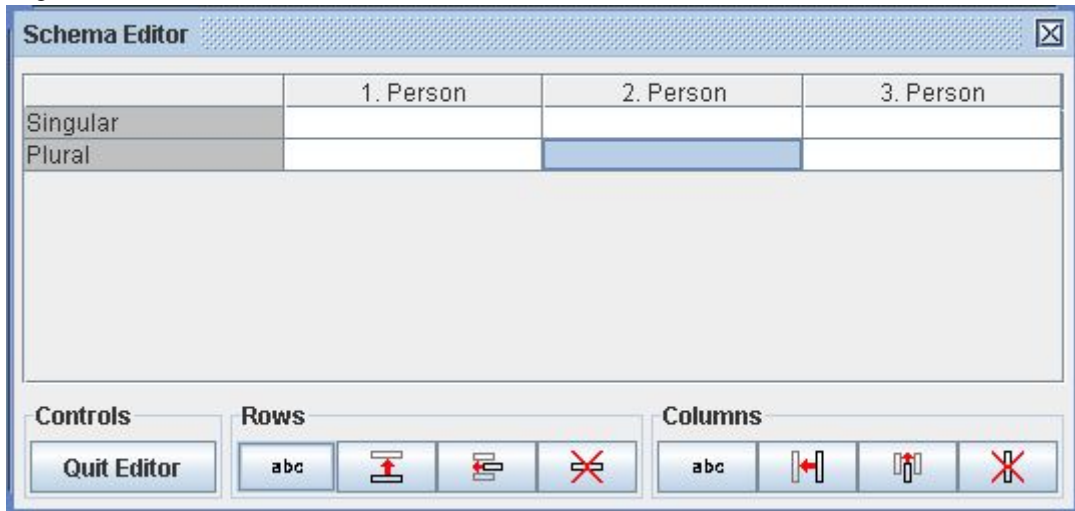 Schema Editor
1. Person 2. Person 3. Person
Singular
Plural
Controls Rows Columns
Quit Editor abc abc